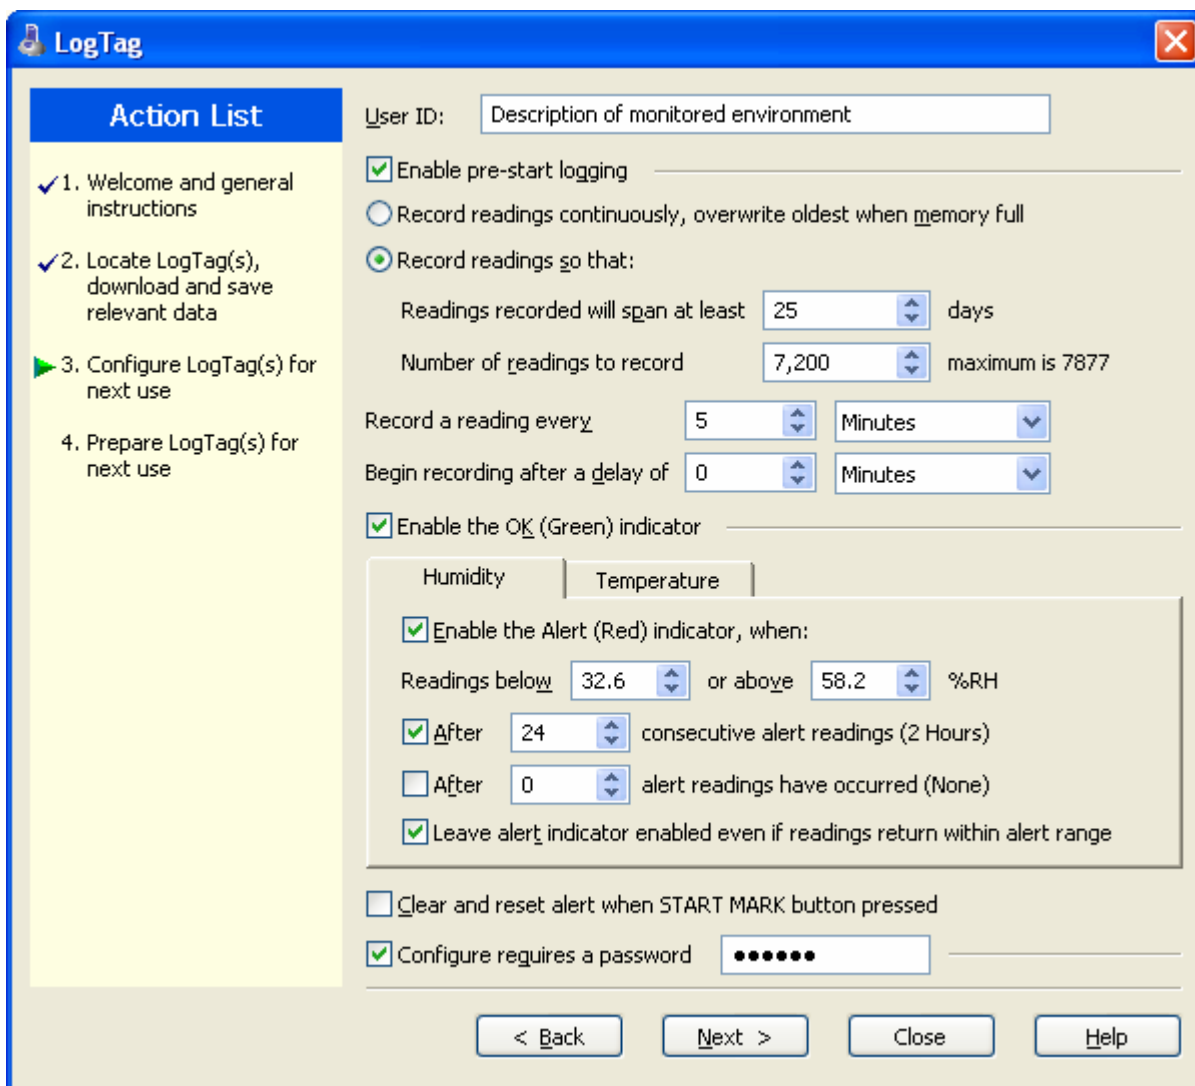 LogTag
Action List
1. Welcome and general
instructions
2. Locate LogTag(s),
download and save
relevant data
3. Configure LogTag(s) for
next use
4. Prepare LogTag(s) for
next use
User ID: Description of monitored environment
Enable pre-start logging
Record readings continuously, overwrite oldest when memory full
Record readings so that:
Readings recorded will span at least 25 days
Number of readings to record 7,200 maximum is 7877
Record a reading every 5 Minutes
Begin recording after a delay of 0 Minutes
Enable the OK (Green) indicator
Humidity Temperature
Enable the Alert (Red) indicator, when:
Readings below 32.6 or above 58.2 %RH
After 24 consecutive alert readings (2 Hours)
After 0 alert readings have occurred (None)
Leave alert indicator enabled even if readings return within alert range
Clear and reset alert when START MARK button pressed
Configure requires a password ●●●●●●
< Back Next > Close Help